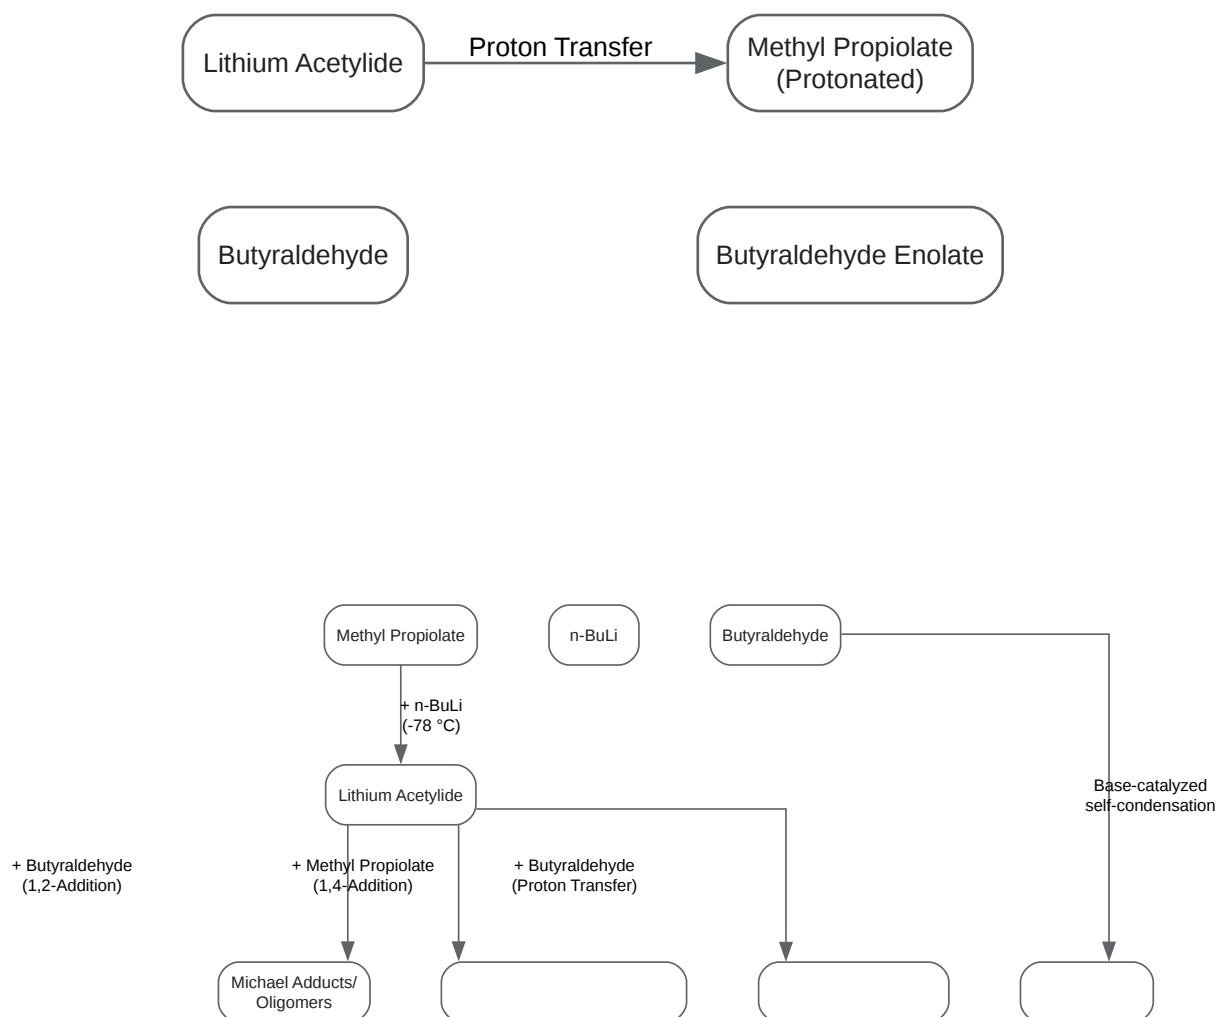 Lithium Acetylide
Proton Transfer
Methyl Propiolate
(Protonated)
Butyraldehyde
Butyraldehyde Enolate
Methyl Propiolate
n-BuLi
Butyraldehyde
+ n-BuLi
(-78 °C)
Lithium Acetylide
Base-catalyzed
self-condensation
+ Butyraldehyde
(1,2-Addition)
+ Methyl Propiolate
(1,4-Addition)
+ Butyraldehyde
(Proton Transfer)
Michael Adducts/
Oligomers